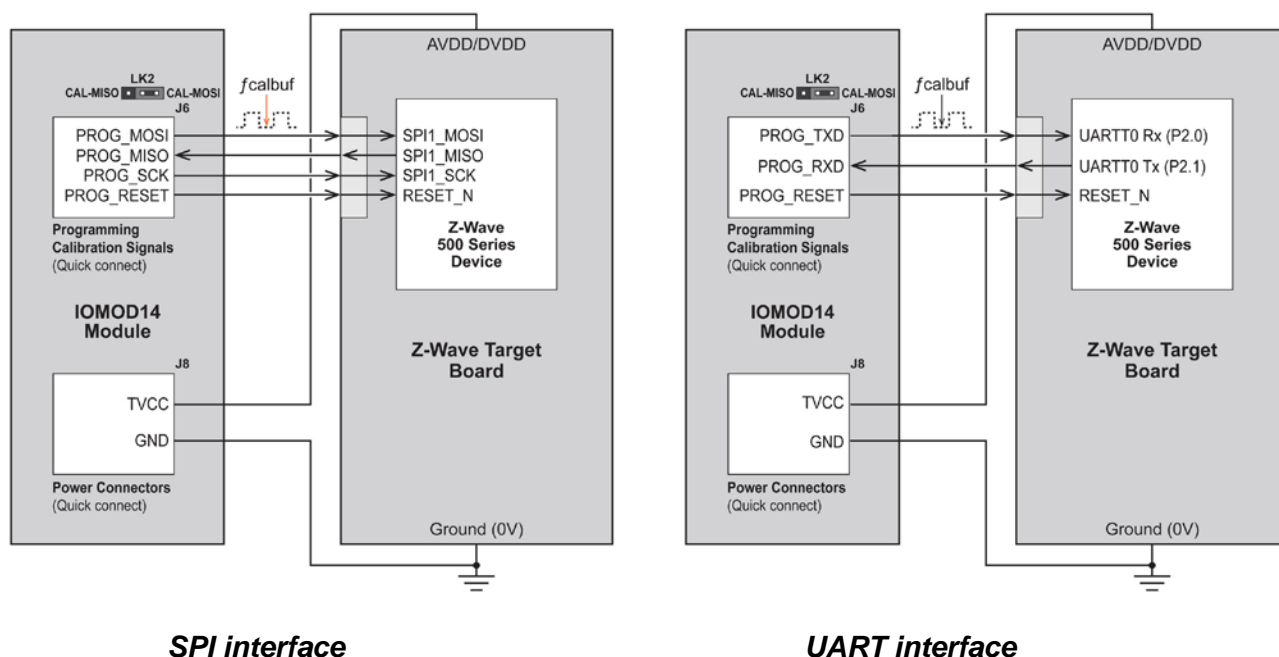 AVDD/DVDD
LK2
CAL-MISO
CAL-MOSI
J6
ƒcalbuf
PROG_MOSI
PROG_MISO
PROG_SCK
PROG_RESET
SPI1_MOSI
SPI1_MISO
SPI1_SCK
RESET_N
Z-Wave
500 Series
Device
Programming
Calibration Signals
(Quick connect)
IOMOD14
Module
Z-Wave Target
Board
J8
TVCC
GND
Power Connectors
(Quick connect)
Ground (0V)
SPI interface
AVDD/DVDD
LK2
CAL-MISO
CAL-MOSI
J6
ƒcalbuf
PROG_TXD
PROG_RXD
PROG_RESET
UARTT0 Rx (P2.0)
UARTT0 Tx (P2.1)
RESET_N
Z-Wave
500 Series
Device
Programming
Calibration Signals
(Quick connect)
IOMOD14
Module
Z-Wave Target
Board
J8
TVCC
GND
Power Connectors
(Quick connect)
Ground (0V)
UART interface